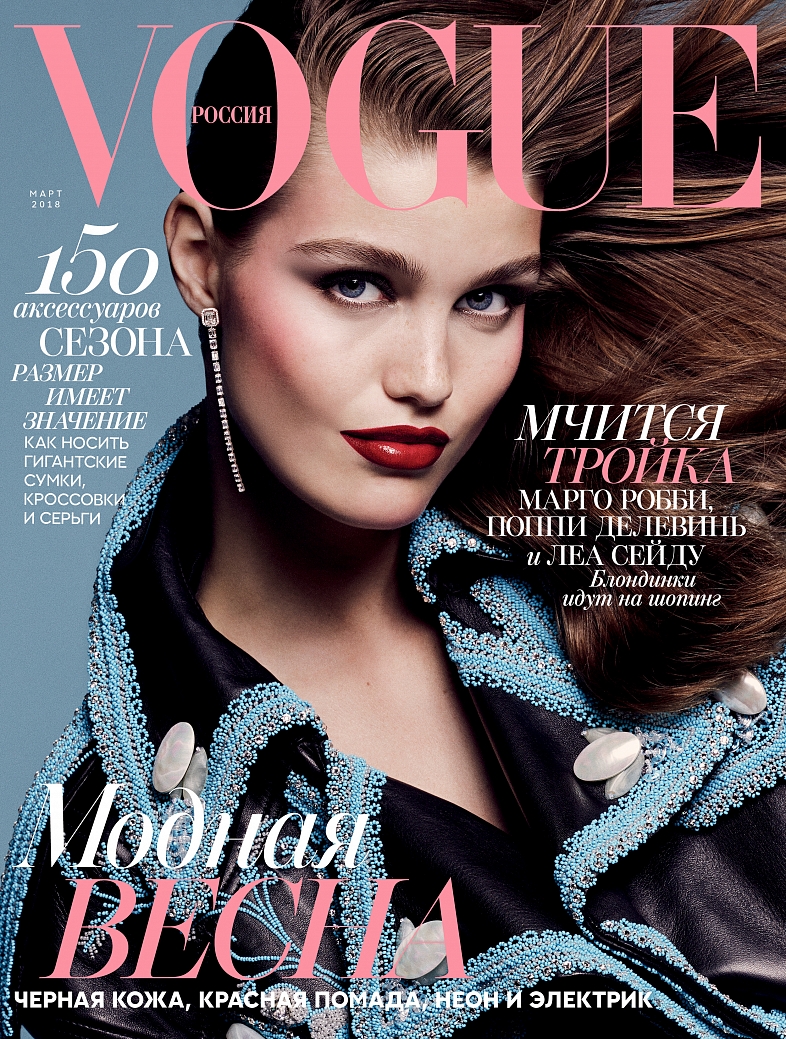 VOGUE
РОССИЯ
МАРТ
2018
150
аксессуаров
СЕЗОНА
РАЗМЕР
ИМЕЕТ
ЗНАЧЕНИЕ
КАК НОСИТЬ
ГИГАНТСКИЕ
СУМКИ,
КРОССОВКИ
И СЕРЬГИ
МЧИТСЯ
ТРОЙКА
МАРГО РОББИ,
ПОППИ ДЕЛЕВИНЬ
и ЛЕА СЕЙДУ
Блондинки
идут на шопинг
Модная
ВЕСНА
ЧЕРНАЯ КОЖА, КРАСНАЯ ПОМАДА, НЕОН И ЭЛЕКТРИК